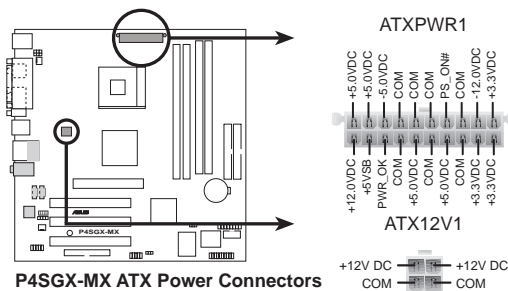 ATXPWR1
+5.0VDC
+5.0VDC
-5.0VDC
COM
COM
COM
PS_ON#
COM
-12.0VDC
+3.3VDC
+12.0VDC
+5VSB
PWR_OK
COM
+5.0VDC
COM
+5.0VDC
COM
+3.3VDC
+3.3VDC
ATX12V1
+12V DC
+12V DC
COM
COM
ASUS
P4SGX-MX
P4SGX-MX ATX Power Connectors